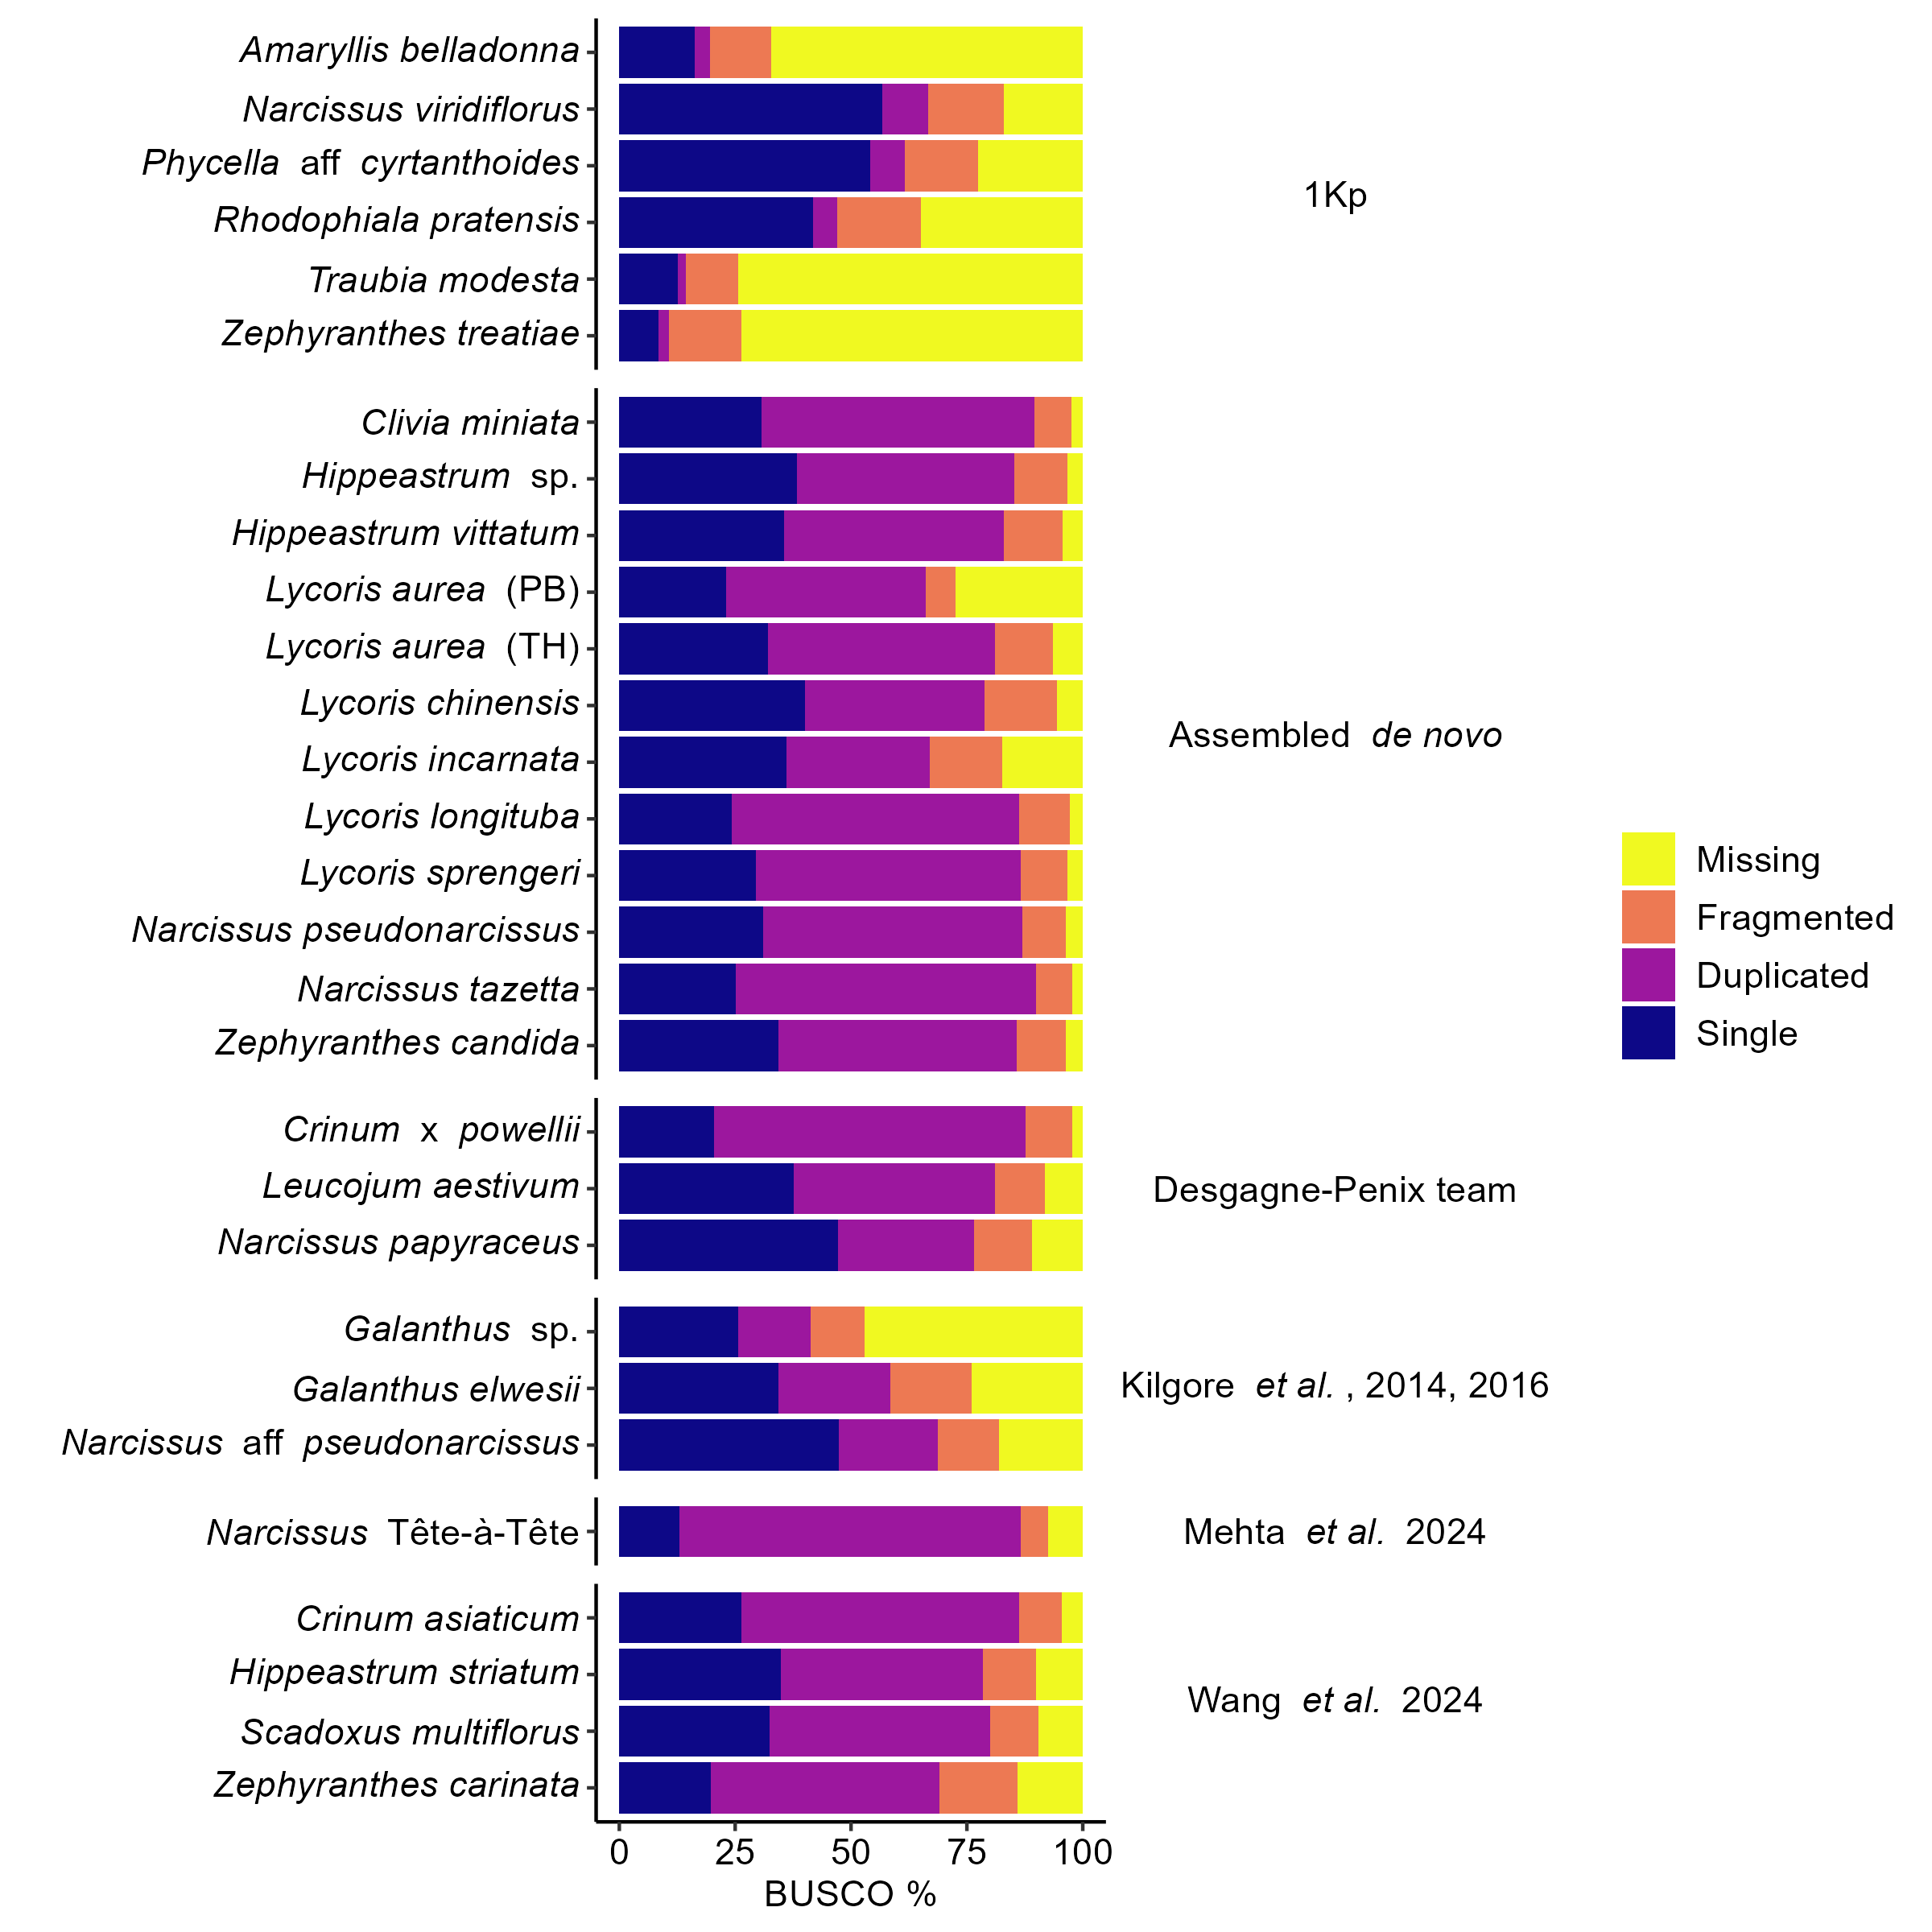 Amaryllis belladonna
Narcissus viridiflorus
Phycella aff cyrtanthoides
Rhodophiala pratensis
Traubia modesta
Zephyranthes treatiae
1Kp
Clivia miniata
Hippeastrum sp.
Hippeastrum vittatum
Lycoris aurea (PB)
Lycoris aurea (TH)
Lycoris chinensis
Lycoris incarnata
Lycoris longituba
Lycoris sprengeri
Narcissus pseudonarcissus
Narcissus tazetta
Zephyranthes candida
Assembled de novo
Crinum x powellii
Leucojum aestivum
Narcissus papyraceus
Desgagne-Penix team
Galanthus sp.
Galanthus elwesii
Narcissus aff pseudonarcissus
Kilgore et al. , 2014, 2016
Narcissus Tête-à-Tête
Mehta et al. 2024
Crinum asiaticum
Hippeastrum striatum
Scadoxus multiflorus
Zephyranthes carinata
Wang et al. 2024
0 25 50 75 100
BUSCO %
Missing
Fragmented
Duplicated
Single